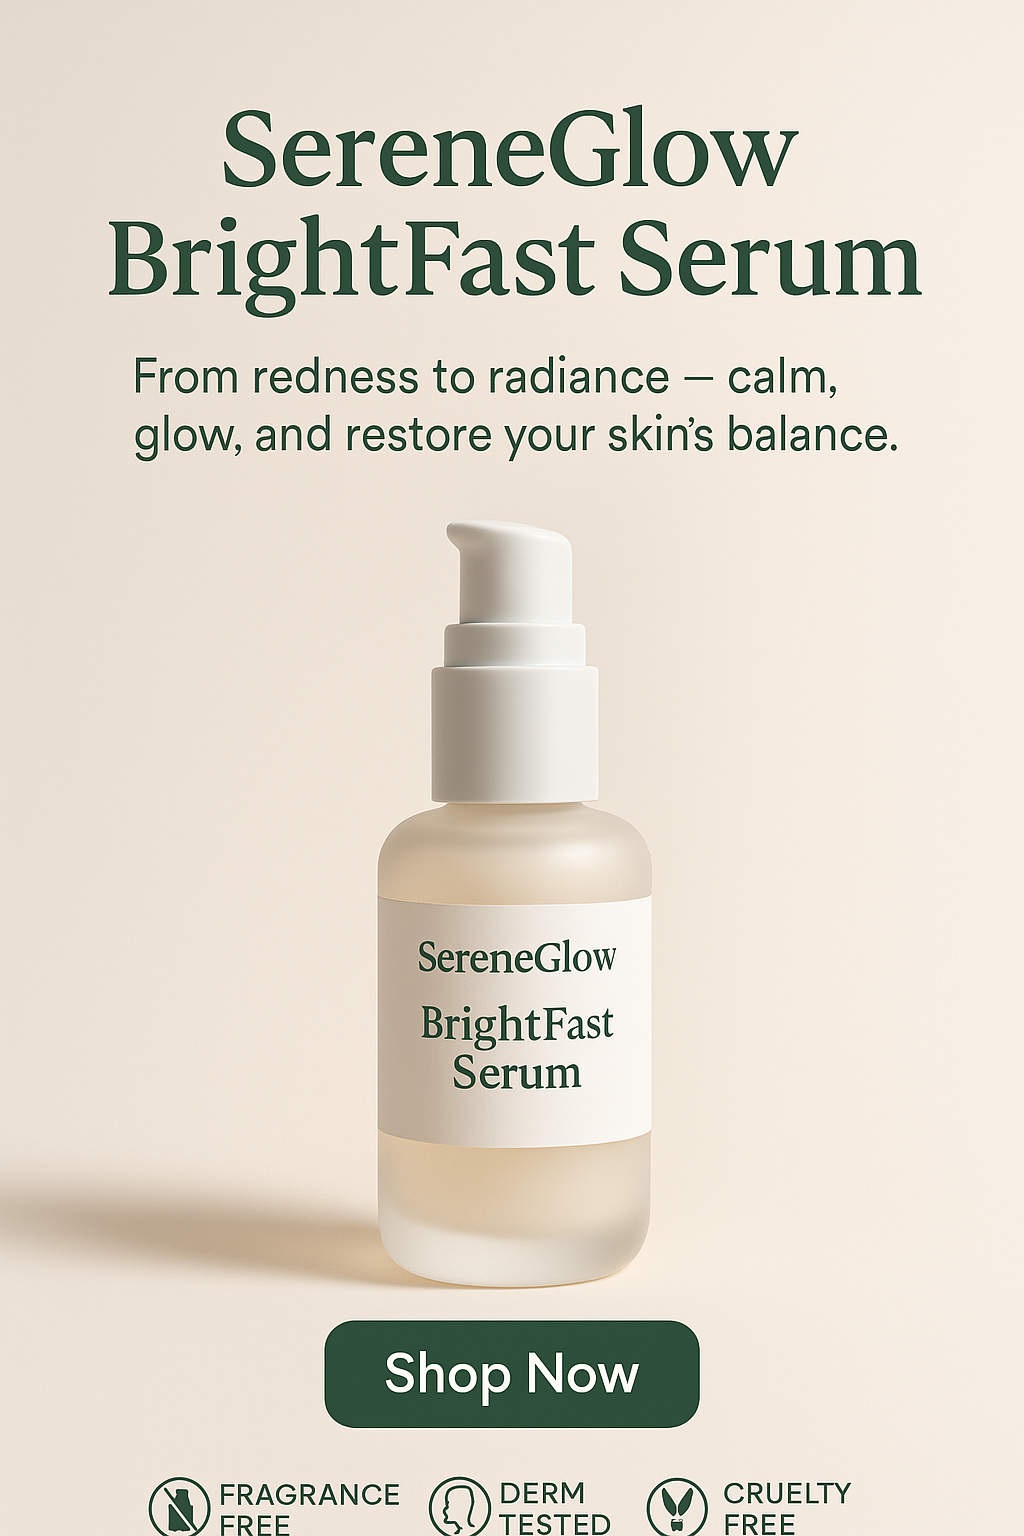 SereneGlow
BrightFast Serum
From redness to radiance – calm,
glow, and restore your skin's balance.
SereneGlow
BrightFast
Serum
Shop Now
FRAGRANCE
FREE
DERM
TESTED
CRUELTY
FREE